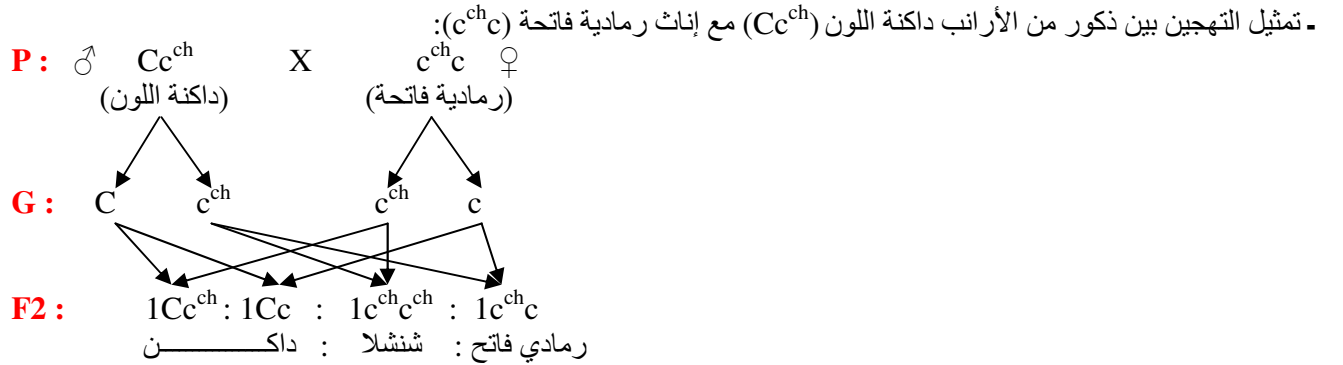 - تمثيل التهجين بين ذكور من الأرانب داكنة اللون (Cc^ch) مع إناث رمادية فاتحة (c^chc):
P : ♂ Cc^ch X c^chc ♀
(داكنة اللون) (رمادية فاتحة)
G : C c^ch c^ch c
F2 : 1Cc^ch : 1Cc : 1c^chc^ch : 1c^chc
داكــــــــن : شنشلا : رمادي فاتح